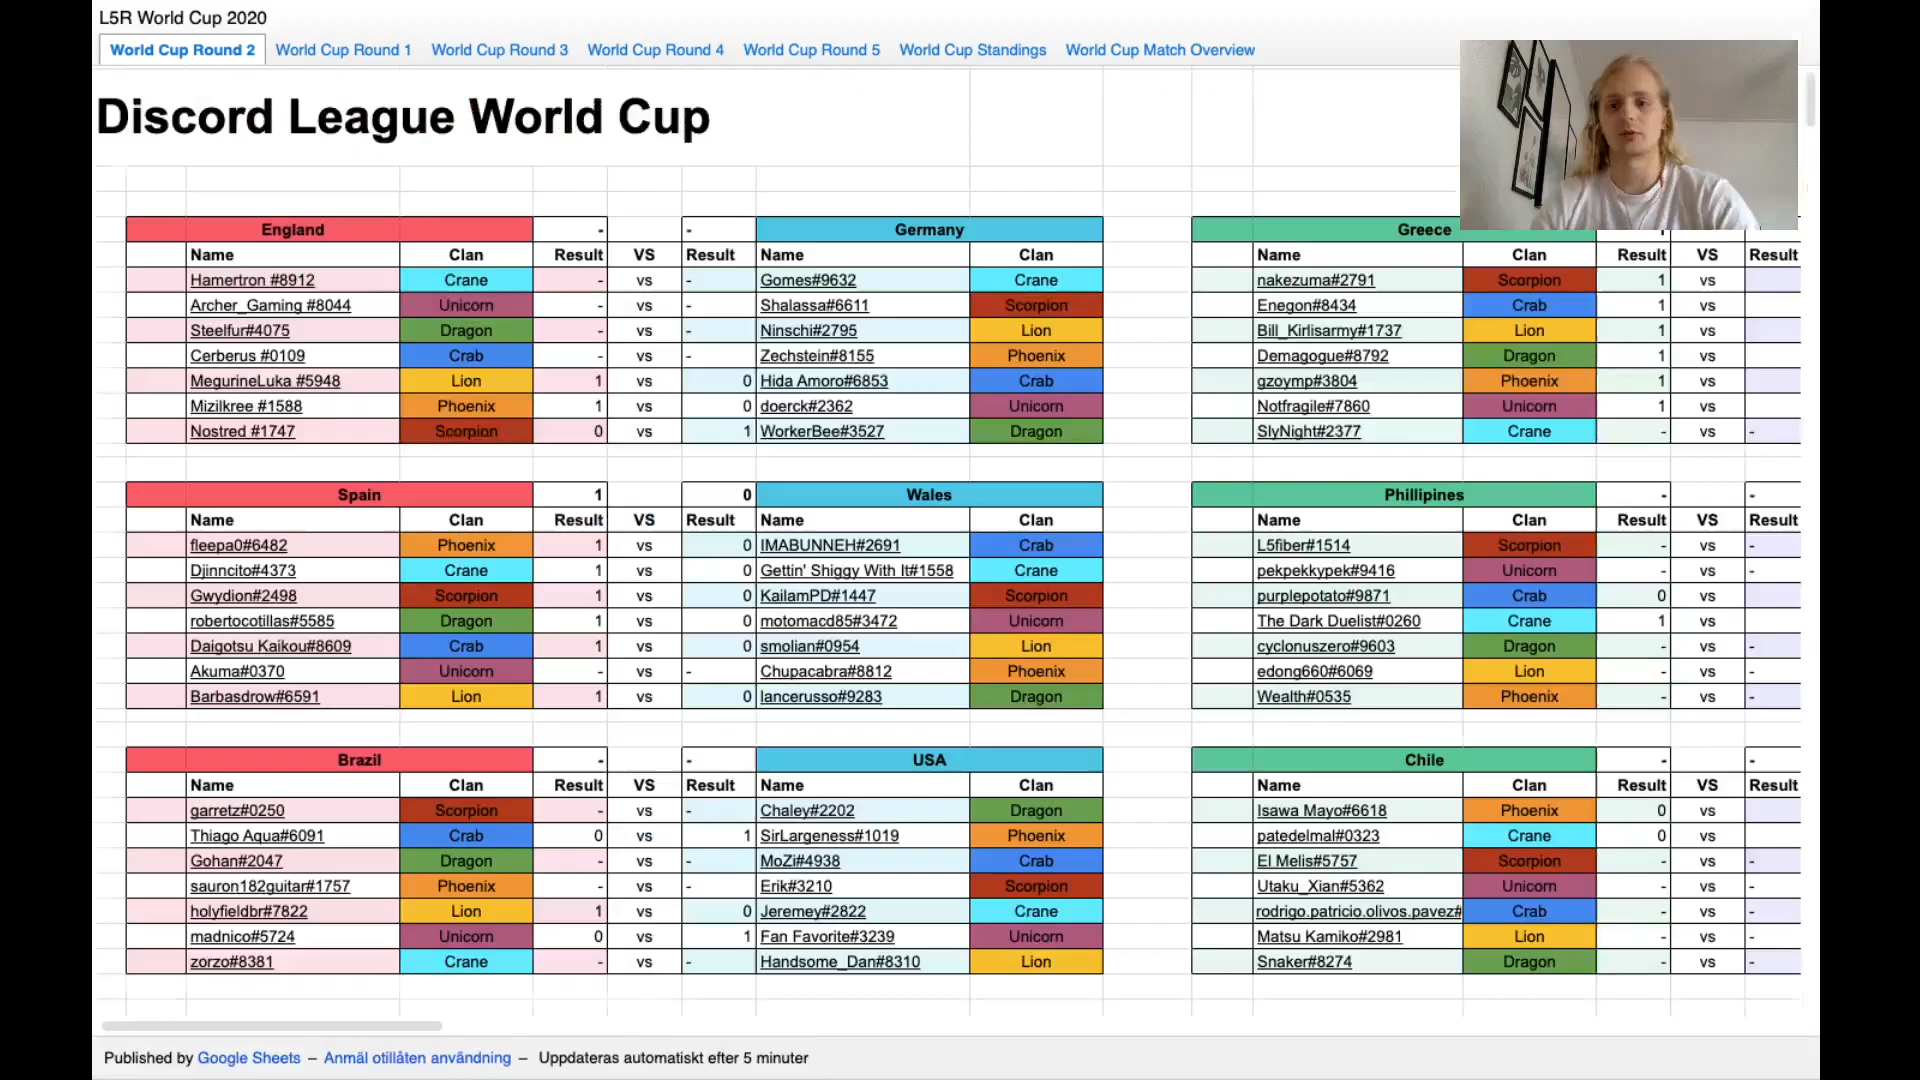 L5R World Cup 2020
World Cup Round 2 World Cup Round 1 World Cup Round 3 World Cup Round 4 World Cup Round 5 World Cup Standings World Cup Match Overview
Discord League World Cup
England - - Germany Greece
Name Clan Result VS Result Name Clan Name Clan Result VS Result
Hamertron #8912 Crane - vs - Gomes#9632 Crane nakezuma#2791 Scorpion 1 vs
Archer_Gaming #8044 Unicorn - vs - Shalassa#6611 Scorpion Enegon#8434 Crab 1 vs
Steelfur#4075 Dragon - vs - Ninschi#2795 Lion Bill_Kirlisarmy#1737 Lion 1 vs
Cerberus #0109 Crab - vs - Zechstein#8155 Phoenix Demagogue#8792 Dragon 1 vs
MegurineLuka #5948 Lion 1 vs 0 Hida Amoro#6853 Crab gzoymp#3804 Phoenix 1 vs
Mizilkree #1588 Phoenix 1 vs 0 doerck#2362 Unicorn Notfragile#7860 Unicorn 1 vs
Nostred #1747 Scorpion 0 vs 1 WorkerBee#3527 Dragon SlyNight#2377 Crane - vs -
Spain 1 0 Wales Phillipines - -
Name Clan Result VS Result Name Clan Name Clan Result VS Result
fleepa0#6482 Phoenix 1 vs 0 IMABUNNEH#2691 Crab L5fiber#1514 Scorpion - vs -
Djinncito#4373 Crane 1 vs 0 Gettin' Shiggy With It#1558 Crane pekpekkypek#9416 Unicorn - vs -
Gwydion#2498 Scorpion 1 vs 0 KailamPD#1447 Scorpion purplepotato#9871 Crab 0 vs
robertocotillas#5585 Dragon 1 vs 0 motomacd85#3472 Unicorn The Dark Duelist#0260 Crane 1 vs
Daigotsu Kaikou#8609 Crab 1 vs 0 smolian#0954 Lion cyclonuszero#9603 Dragon - vs -
Akuma#0370 Unicorn - vs - Chupacabra#8812 Phoenix edong660#6069 Lion - vs -
Barbasdrow#6591 Lion 1 vs 0 lancerusso#9283 Dragon Wealth#0535 Phoenix - vs -
Brazil - - USA Chile - -
Name Clan Result VS Result Name Clan Name Clan Result VS Result
garretz#0250 Scorpion - vs - Chaley#2202 Dragon Isawa Mayo#6618 Phoenix 0 vs
Thiago Aqua#6091 Crab 0 vs 1 SirLargeness#1019 Phoenix patedelmal#0323 Crane 0 vs
Gohan#2047 Dragon - vs - MoZi#4938 Crab El Melis#5757 Scorpion - vs -
sauron182guitar#1757 Phoenix - vs - Erik#3210 Scorpion Utaku_Xian#5362 Unicorn - vs -
holyfieldbr#7822 Lion 1 vs 0 Jeremey#2822 Crane rodrigo.patricio.olivos.pavez# Crab - vs -
madnico#5724 Unicorn 0 vs 1 Fan Favorite#3239 Unicorn Matsu Kamiko#2981 Lion - vs -
zorzo#8381 Crane - vs - Handsome_Dan#8310 Lion Snaker#8274 Dragon - vs -
Published by Google Sheets – Anmäl otillåten användning – Uppdateras automatiskt efter 5 minuter